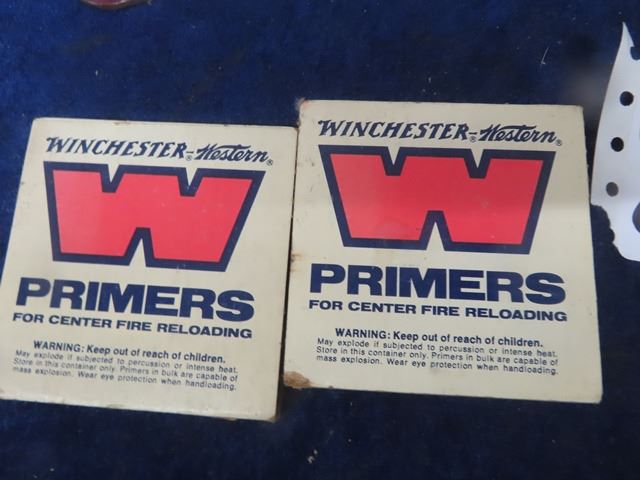 WINCHESTER®-Western®
W
PRIMERS
FOR CENTER FIRE RELOADING
WARNING: Keep out of reach of children.
May explode if subjected to percussion or intense heat.
Store in this container only. Primers in bulk are capable of
mass explosion. Wear eye protection when handloading.
WINCHESTER®-Western®
W
PRIMERS
FOR CENTER FIRE RELOADING
WARNING: Keep out of reach of children.
May explode if subjected to percussion or intense heat.
Store in this container only. Primers in bulk are capable of
mass explosion. Wear eye protection when handloading.